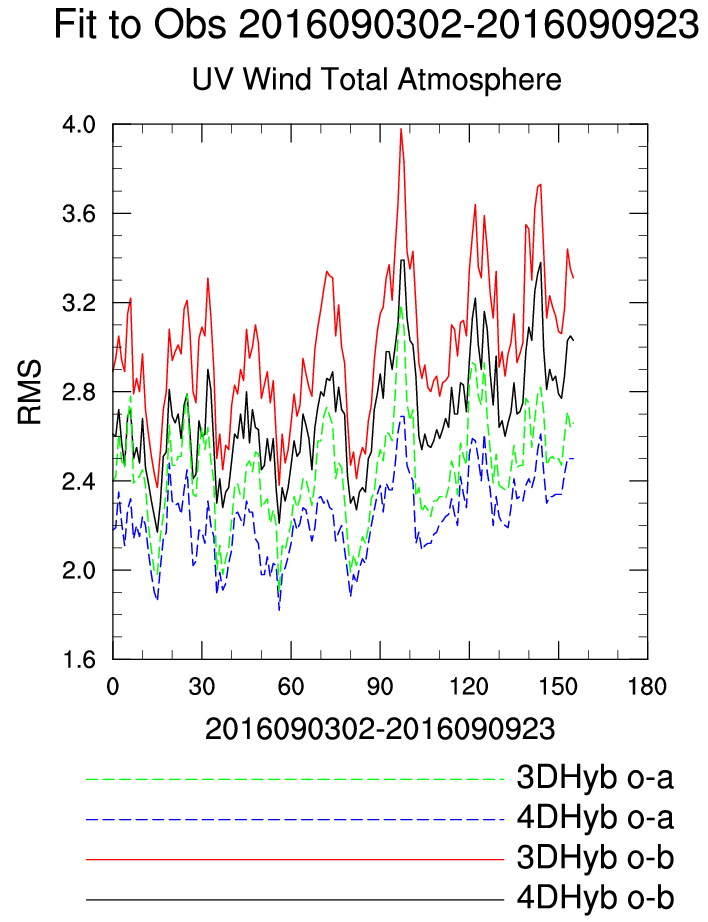 Fit to Obs 2016090302-2016090923
UV Wind Total Atmosphere
4.0
3.6
3.2
2.8
2.4
2.0
1.6
RMS
0 30 60 90 120 150 180
2016090302-2016090923
3DHyb o-a
4DHyb o-a
3DHyb o-b
4DHyb o-b